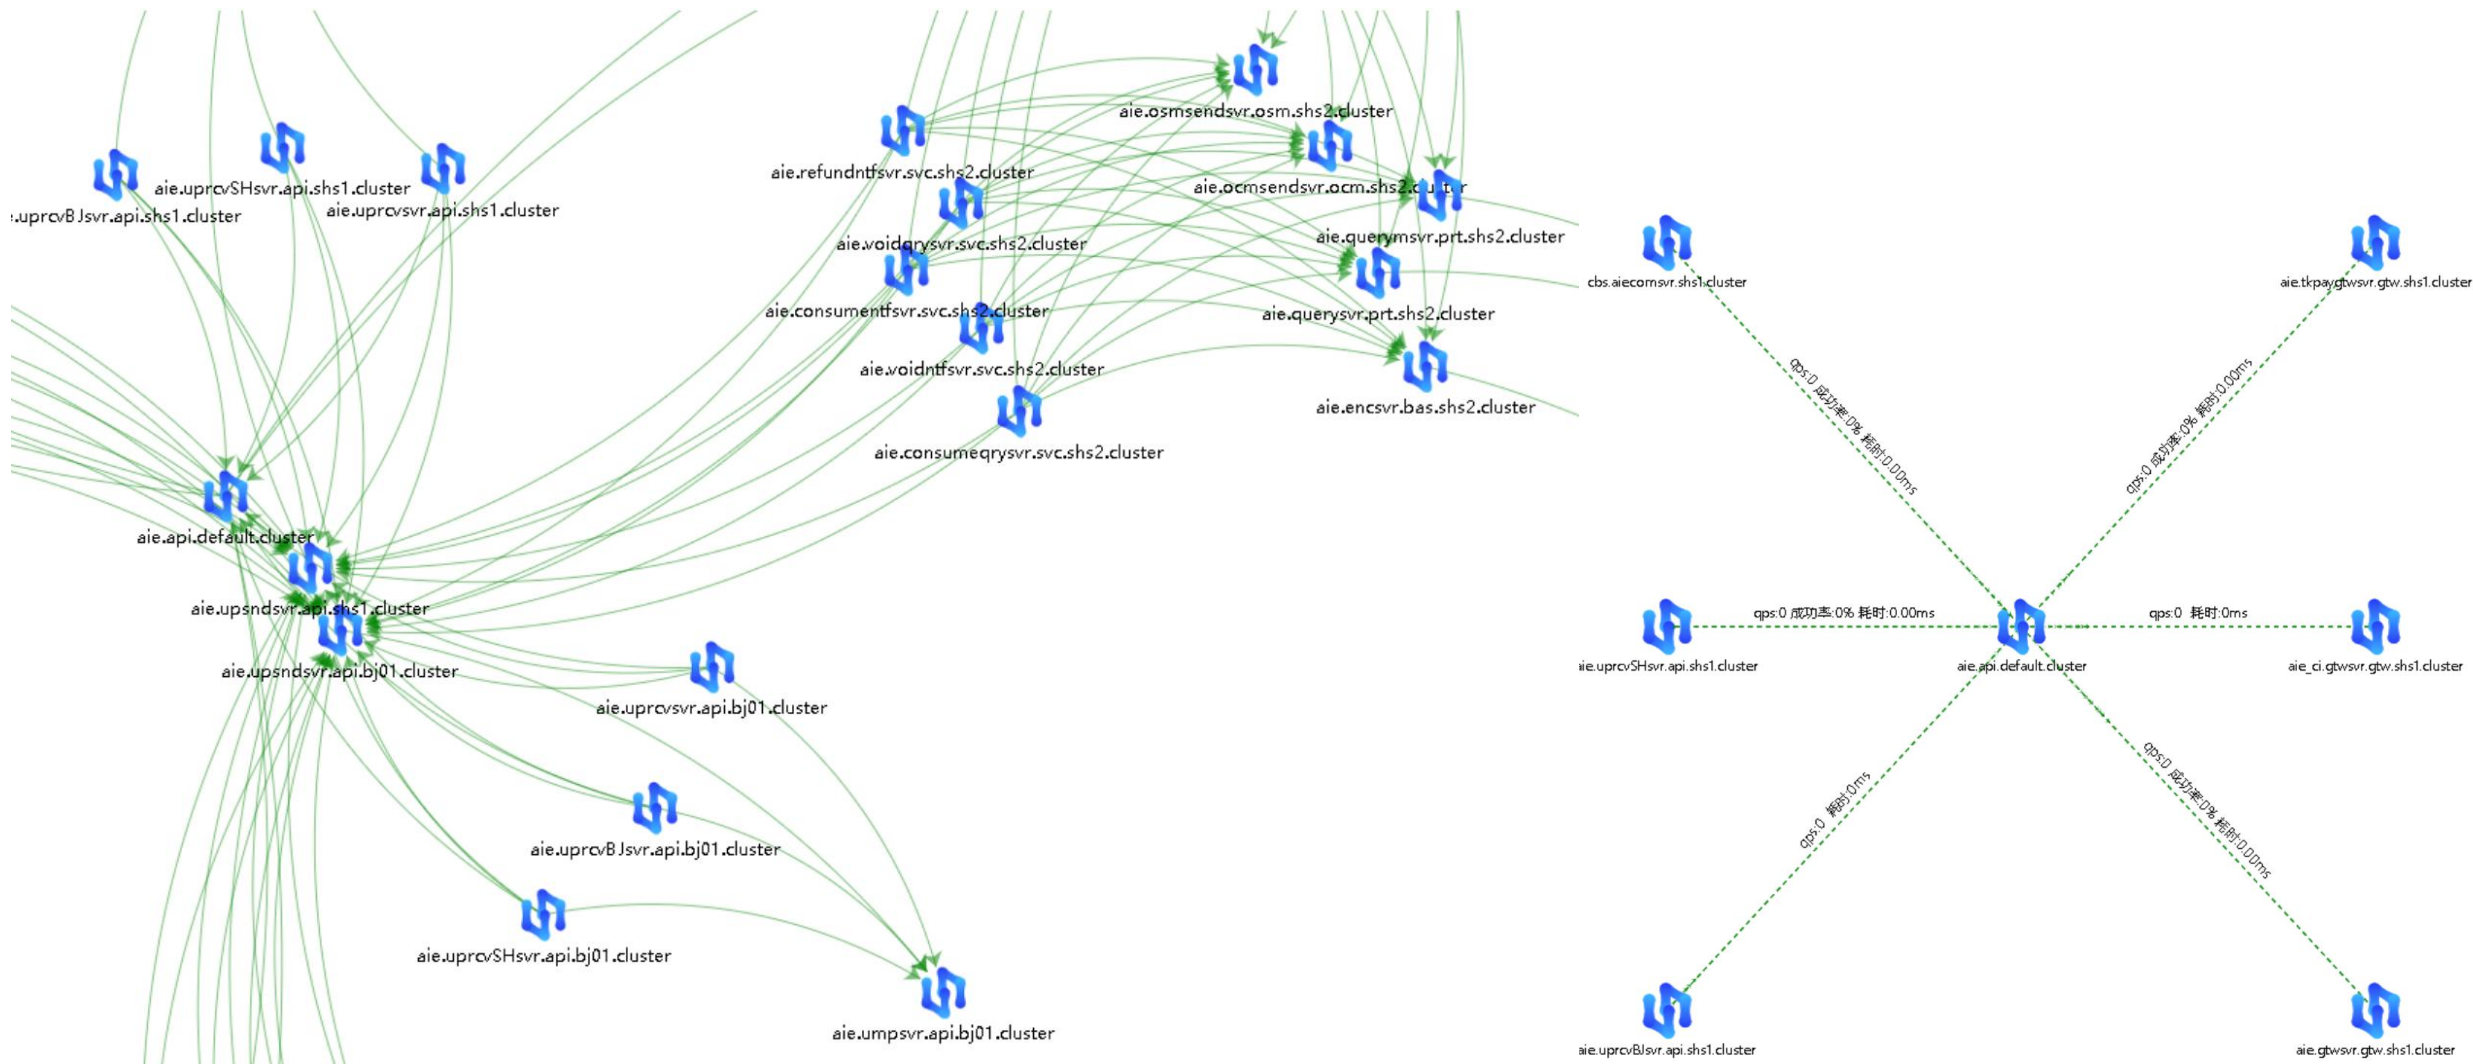 aie.osmsendsvr.osm.shs2.cluster
aie.refundntfsvr.svc.shs2.cluster
aie.uprcvSHsvr.api.shs1.cluster
aie.ocmsendsvr.ocm.shs2.cluster
aie.uprcvsvr.api.shs1.cluster
.uprcvBJsvr.api.shs1.cluster
aie.voidqrysvr.svc.shs2.cluster
aie.querymsvr.prt.shs2.cluster
aie.consumentfsvr.svc.shs2.cluster
aie.querysvr.prt.shs2.cluster
aie.voidntfsvr.svc.shs2.cluster
aie.encsvr.bas.shs2.cluster
aie.consumeqrysvr.svc.shs2.cluster
aie.api.default.cluster
aie.upsndsvr.api.shs1.cluster
aie.upsndsvr.api.bj01.cluster
aie.uprcvsvr.api.bj01.cluster
aie.uprcvBJsvr.api.bj01.cluster
aie.uprcvSHsvr.api.bj01.cluster
aie.umpsvr.api.bj01.cluster
cbs.aiecomsvr.shs1.cluster
aie.tkpaygtwsvr.gtw.shs1.cluster
qps:0 成功率:0% 耗时:0.00ms
qps:0 成功率:0% 耗时:0.00ms
qps:0 成功率:0% 耗时:0.00ms
qps:0 耗时:0ms
aie.uprcvSHsvr.api.shs1.cluster
aie.api.default.cluster
aie_ci.gtwsvr.gtw.shs1.cluster
qps:0 耗时:0ms
qps:0 成功率:0% 耗时:0.00ms
aie.uprcvBJsvr.api.shs1.cluster
aie.gtwsvr.gtw.shs1.cluster